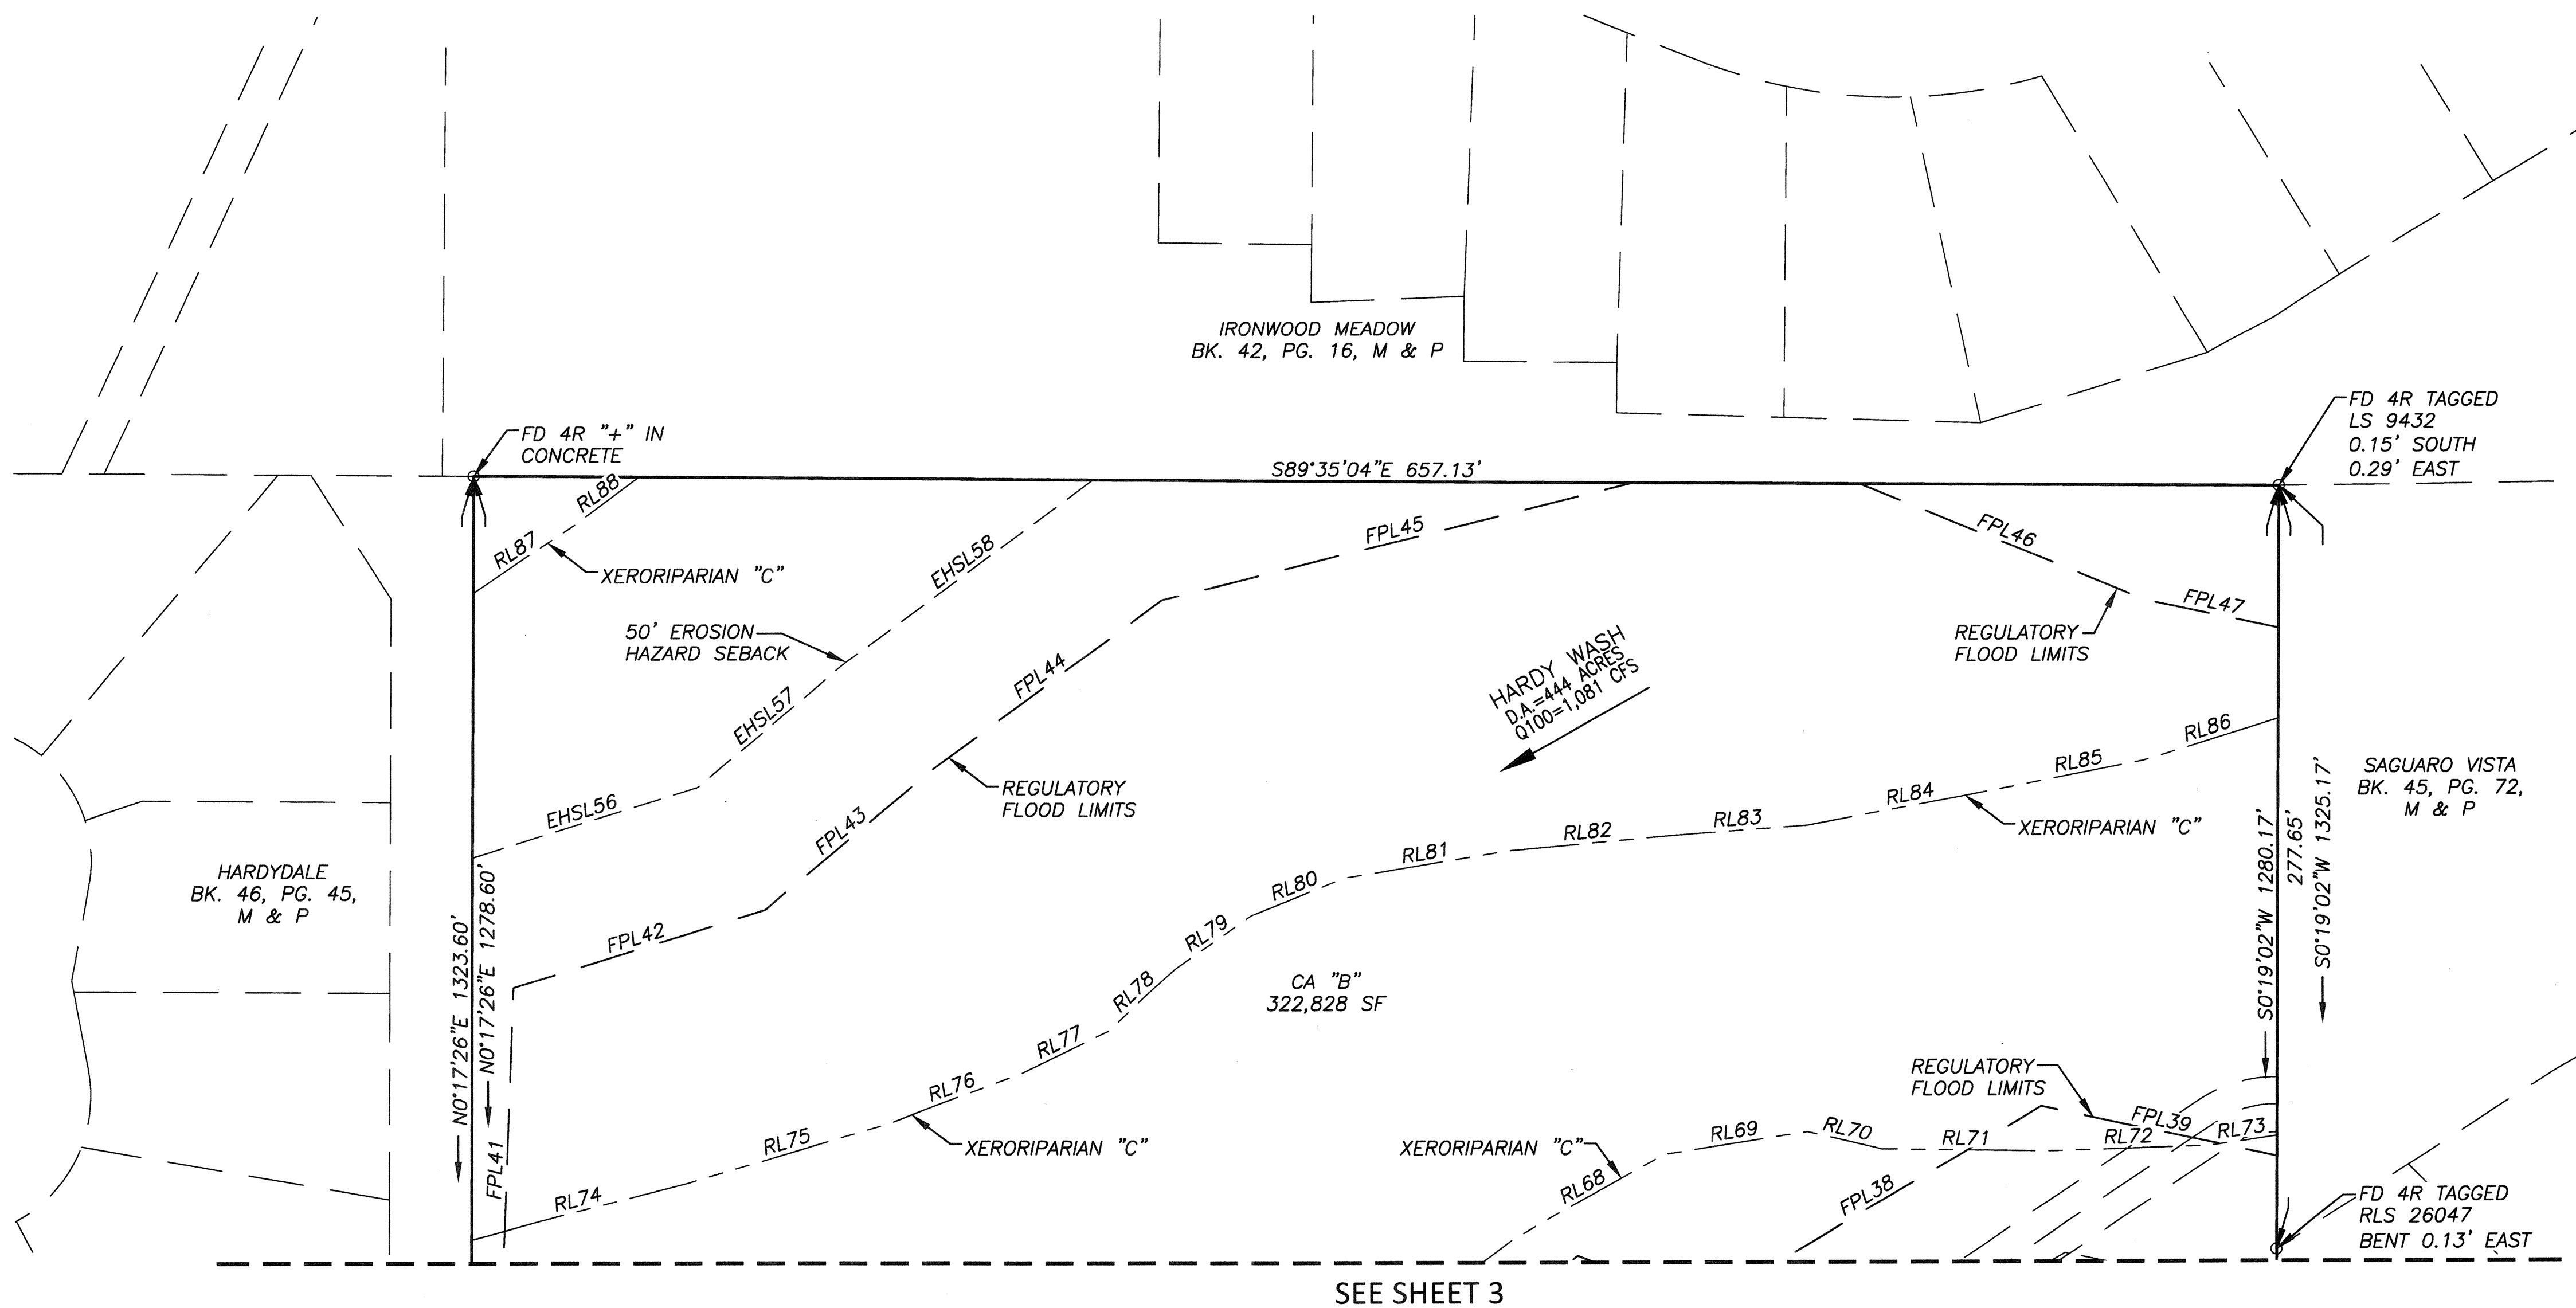 IRONWOOD MEADOW
BK. 42, PG. 16, M & P
FD 4R "+" IN
CONCRETE
S89°35'04"E 657.13'
FD 4R TAGGED
LS 9432
0.15' SOUTH
0.29' EAST
RL88
RL87
XERORIPARIAN "C"
EHSL58
FPL45
FPL46
FPL47
50' EROSION
HAZARD SEBACK
REGULATORY
FLOOD LIMITS
HARDY WASH
D.A.=444 ACRES
Q100=1,081 CFS
FPL44
EHSL57
EHSL56
REGULATORY
FLOOD LIMITS
FPL43
RL86
RL85
RL84
RL83
RL82
RL81
RL80
RL79
RL78
RL77
RL76
RL75
RL74
XERORIPARIAN "C"
SAGUARO VISTA
BK. 45, PG. 72,
M & P
HARDYDALE
BK. 46, PG. 45,
M & P
FPL42
N0°17'26"E 1323.60'
N0°17'26"E 1278.60'
FPL41
CA "B"
322,828 SF
S0°19'02"W 1280.17'
277.65'
S0°19'02"W 1325.17'
REGULATORY
FLOOD LIMITS
XERORIPARIAN "C"
XERORIPARIAN "C"
RL68
RL69
RL70
RL71
RL72
RL73
FPL39
FPL38
FD 4R TAGGED
RLS 26047
BENT 0.13' EAST
SEE SHEET 3